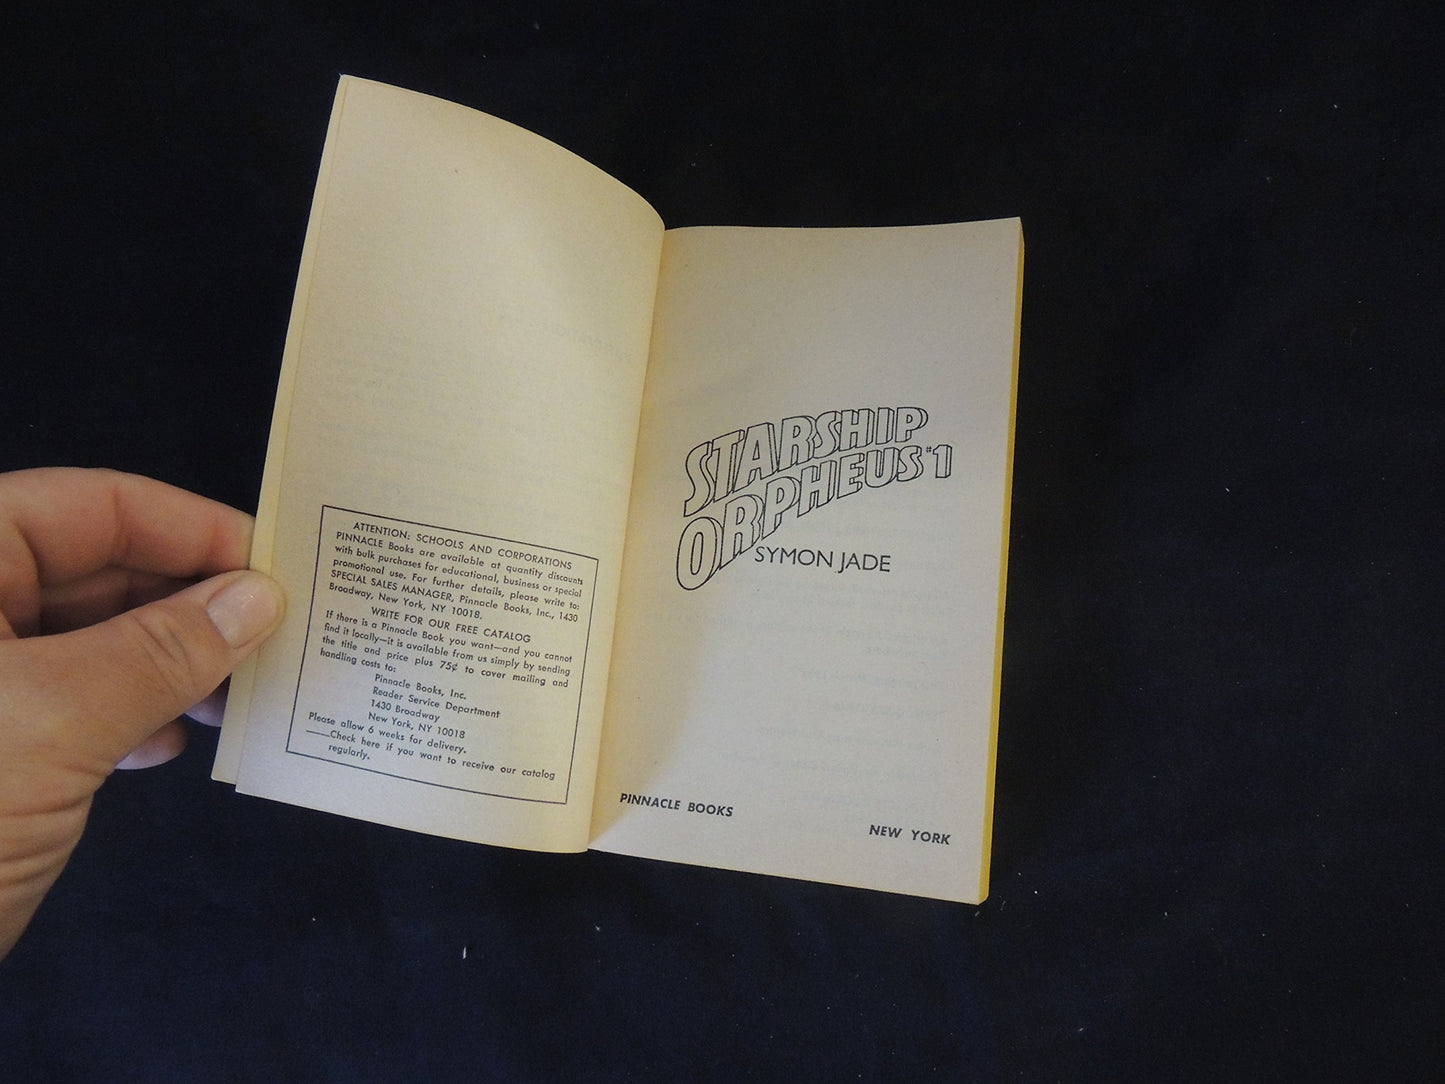 ATTENTION: SCHOOLS AND CORPORATIONS
PINNACLE Books are available at quantity discounts
with bulk purchases for educational, business or special
promotional use. For further details, please write to:
SPECIAL SALES MANAGER, Pinnacle Books, Inc., 1430
Broadway, New York, NY 10018.
WRITE FOR OUR FREE CATALOG
If there is a Pinnacle Book you want—and you cannot
find it locally—it is available from us simply by sending
the title and price plus 75¢ to cover mailing and
handling costs to:
Pinnacle Books, Inc.
Reader Service Department
1430 Broadway
New York, NY 10018
Please allow 6 weeks for delivery.
____Check here if you want to receive our catalog
regularly.
STARSHIP
ORPHEUS #1
SYMON JADE
PINNACLE BOOKS
NEW YORK